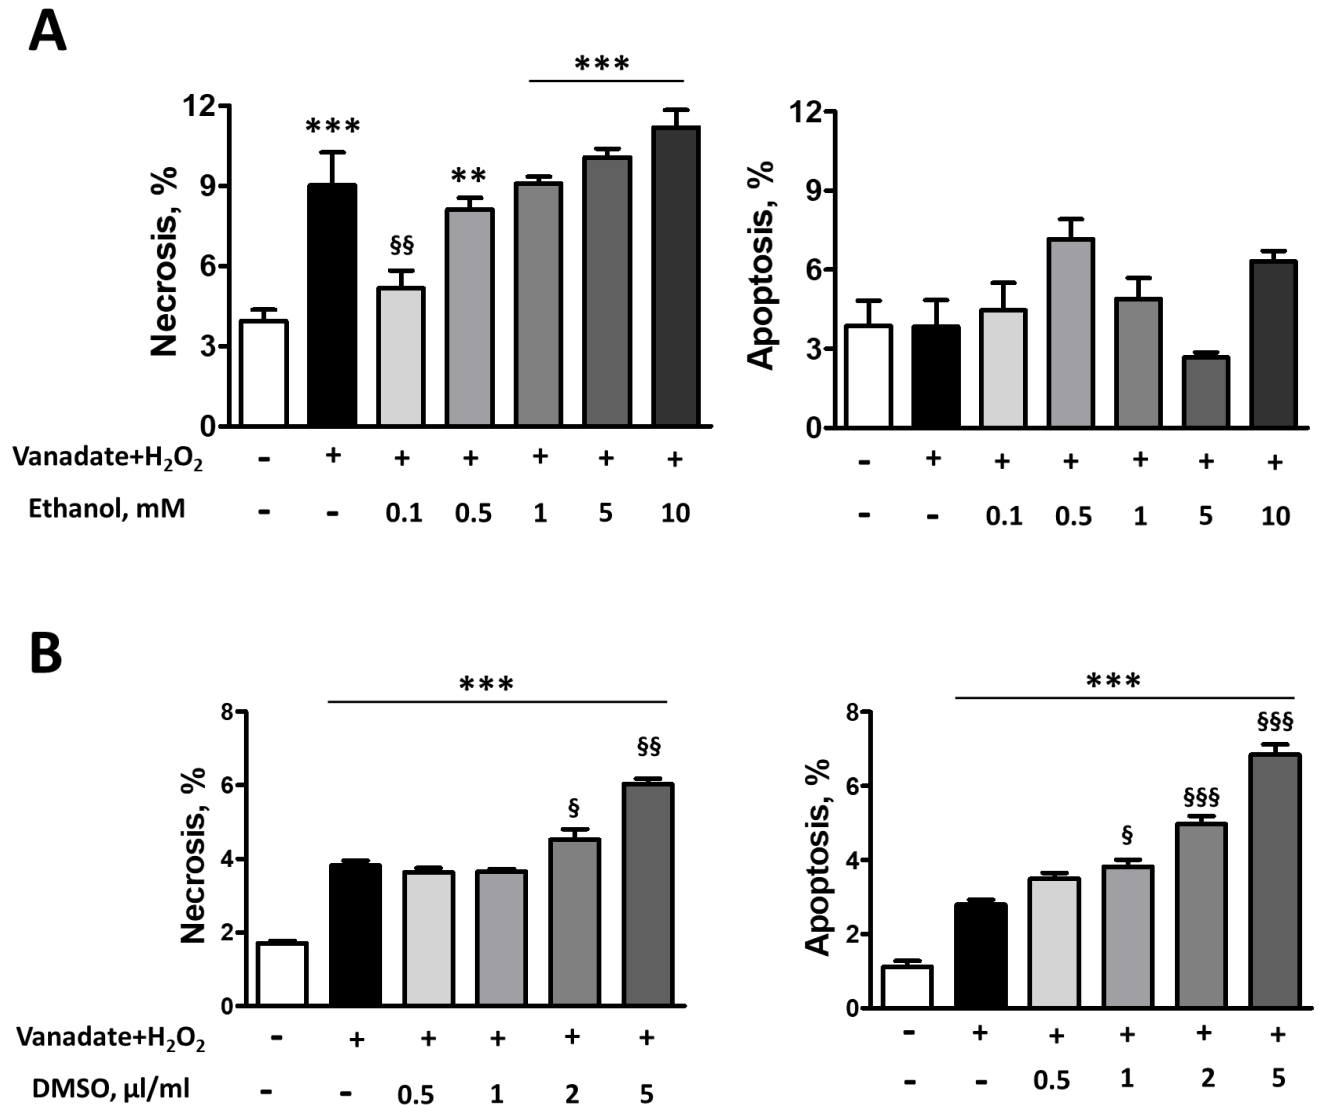 A
***
12
9
6
3
0
Necrosis, %
***
§§
**
12
9
6
3
0
Apoptosis, %
Vanadate+H₂O₂ - + + + + + +
- + + + + + +
Ethanol, mM - - 0.1 0.5 1 5 10
- - 0.1 0.5 1 5 10
B
***
8
6
4
2
0
Necrosis, %
§
§§
***
8
6
4
2
0
Apoptosis, %
§
§§§
§§§
Vanadate+H₂O₂ - + + + + +
- + + + + +
DMSO, µl/ml - - 0.5 1 2 5
- - 0.5 1 2 5